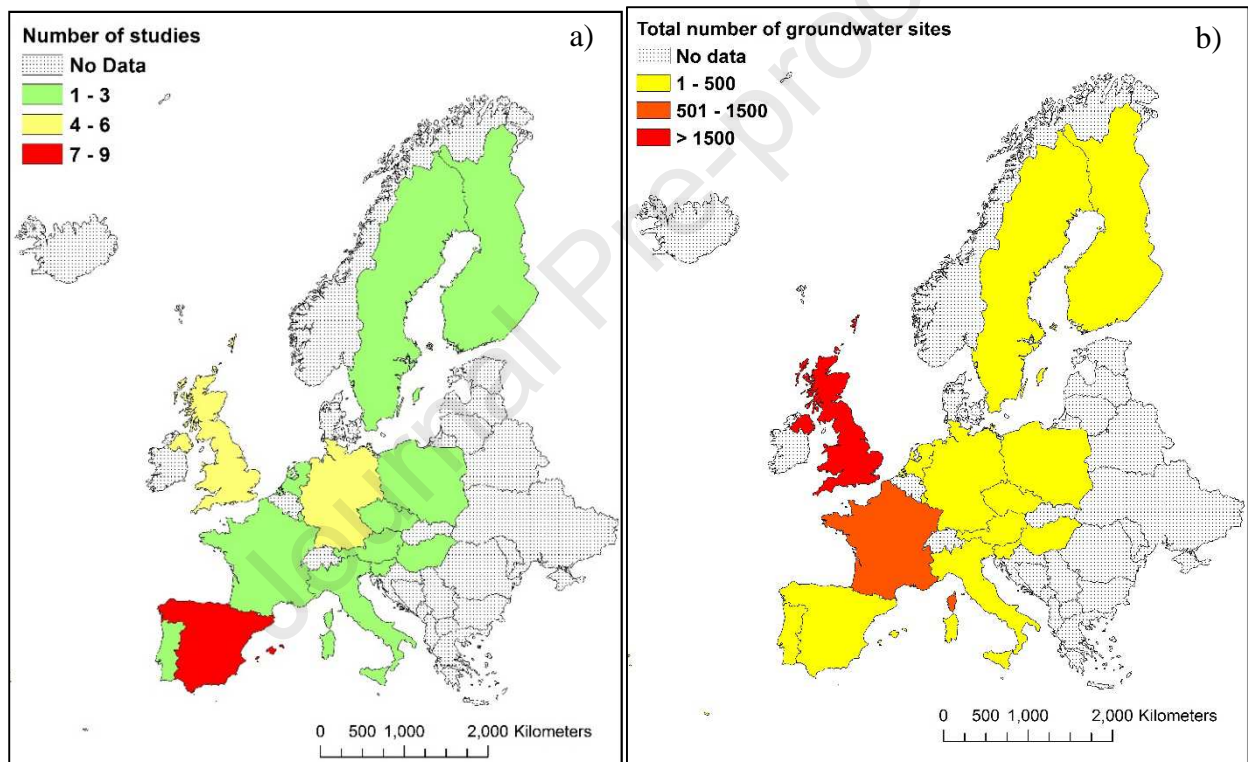 Number of studies
a)
No Data
1 - 3
4 - 6
7 - 9
0 500 1,000 2,000 Kilometers
Total number of groundwater sites
b)
No data
1 - 500
501 - 1500
> 1500
0 500 1,000 2,000 Kilometers
Journal Pre-proo